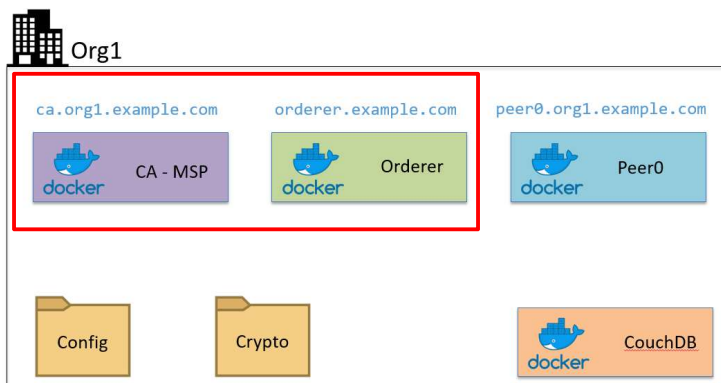 Org1
ca.org1.example.com
orderer.example.com
peer0.org1.example.com
docker
CA - MSP
docker
Orderer
docker
Peer0
Config
Crypto
docker
CouchDB